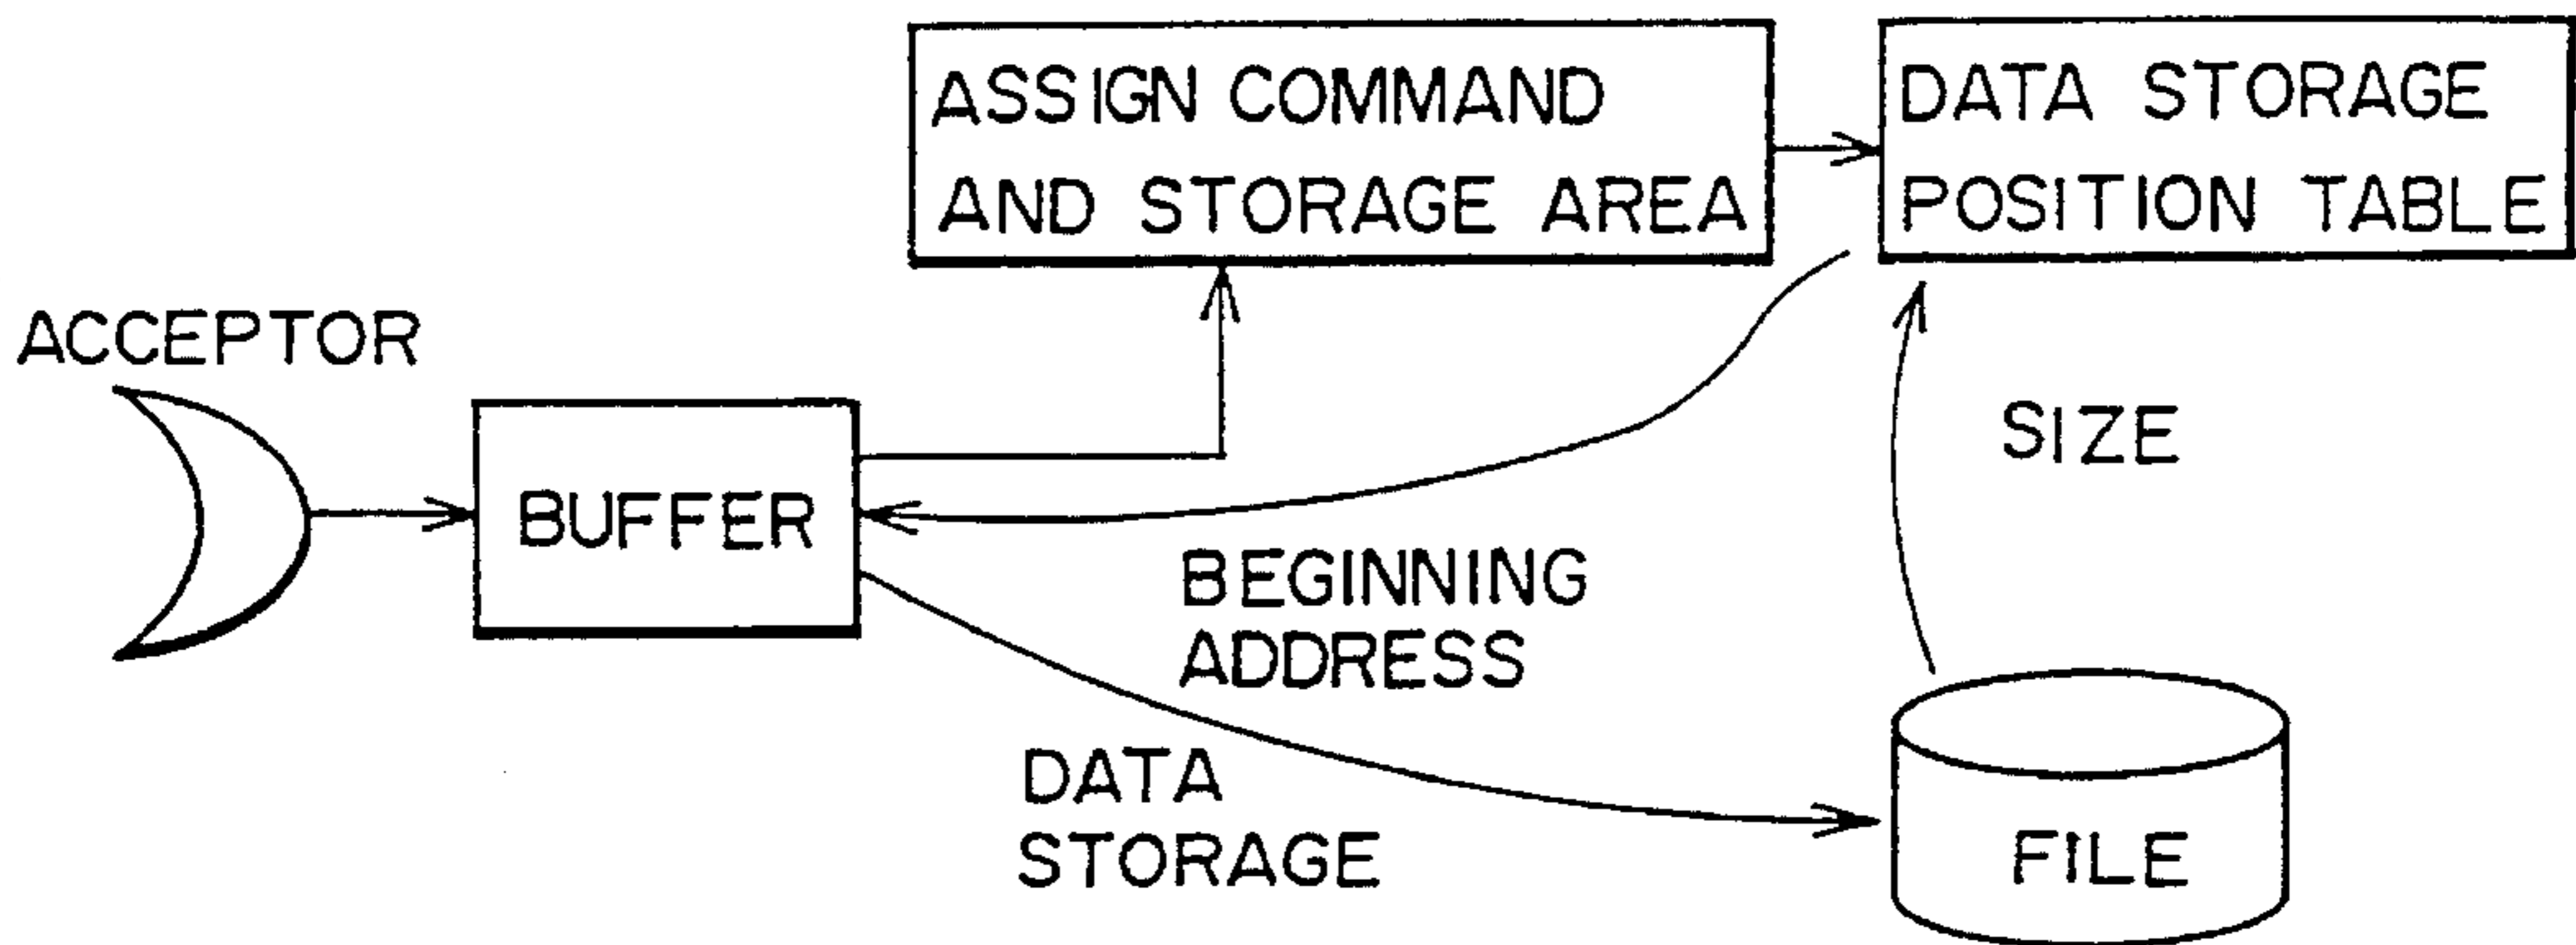 ASSIGN COMMAND
AND STORAGE AREA
DATA STORAGE
POSITION TABLE
ACCEPTOR
BUFFER
SIZE
BEGINNING
ADDRESS
DATA
STORAGE
FILE